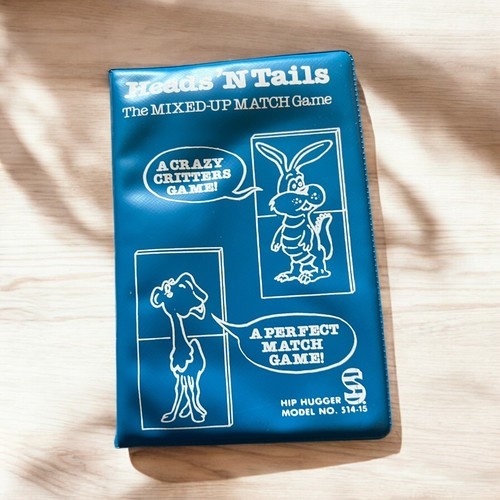 Heads 'N Tails
The MIXED-UP MATCH Game
A CRAZY
CRITTERS
GAME!
A PERFECT
MATCH
GAME!
HIP HUGGER
MODEL NO. 514-15